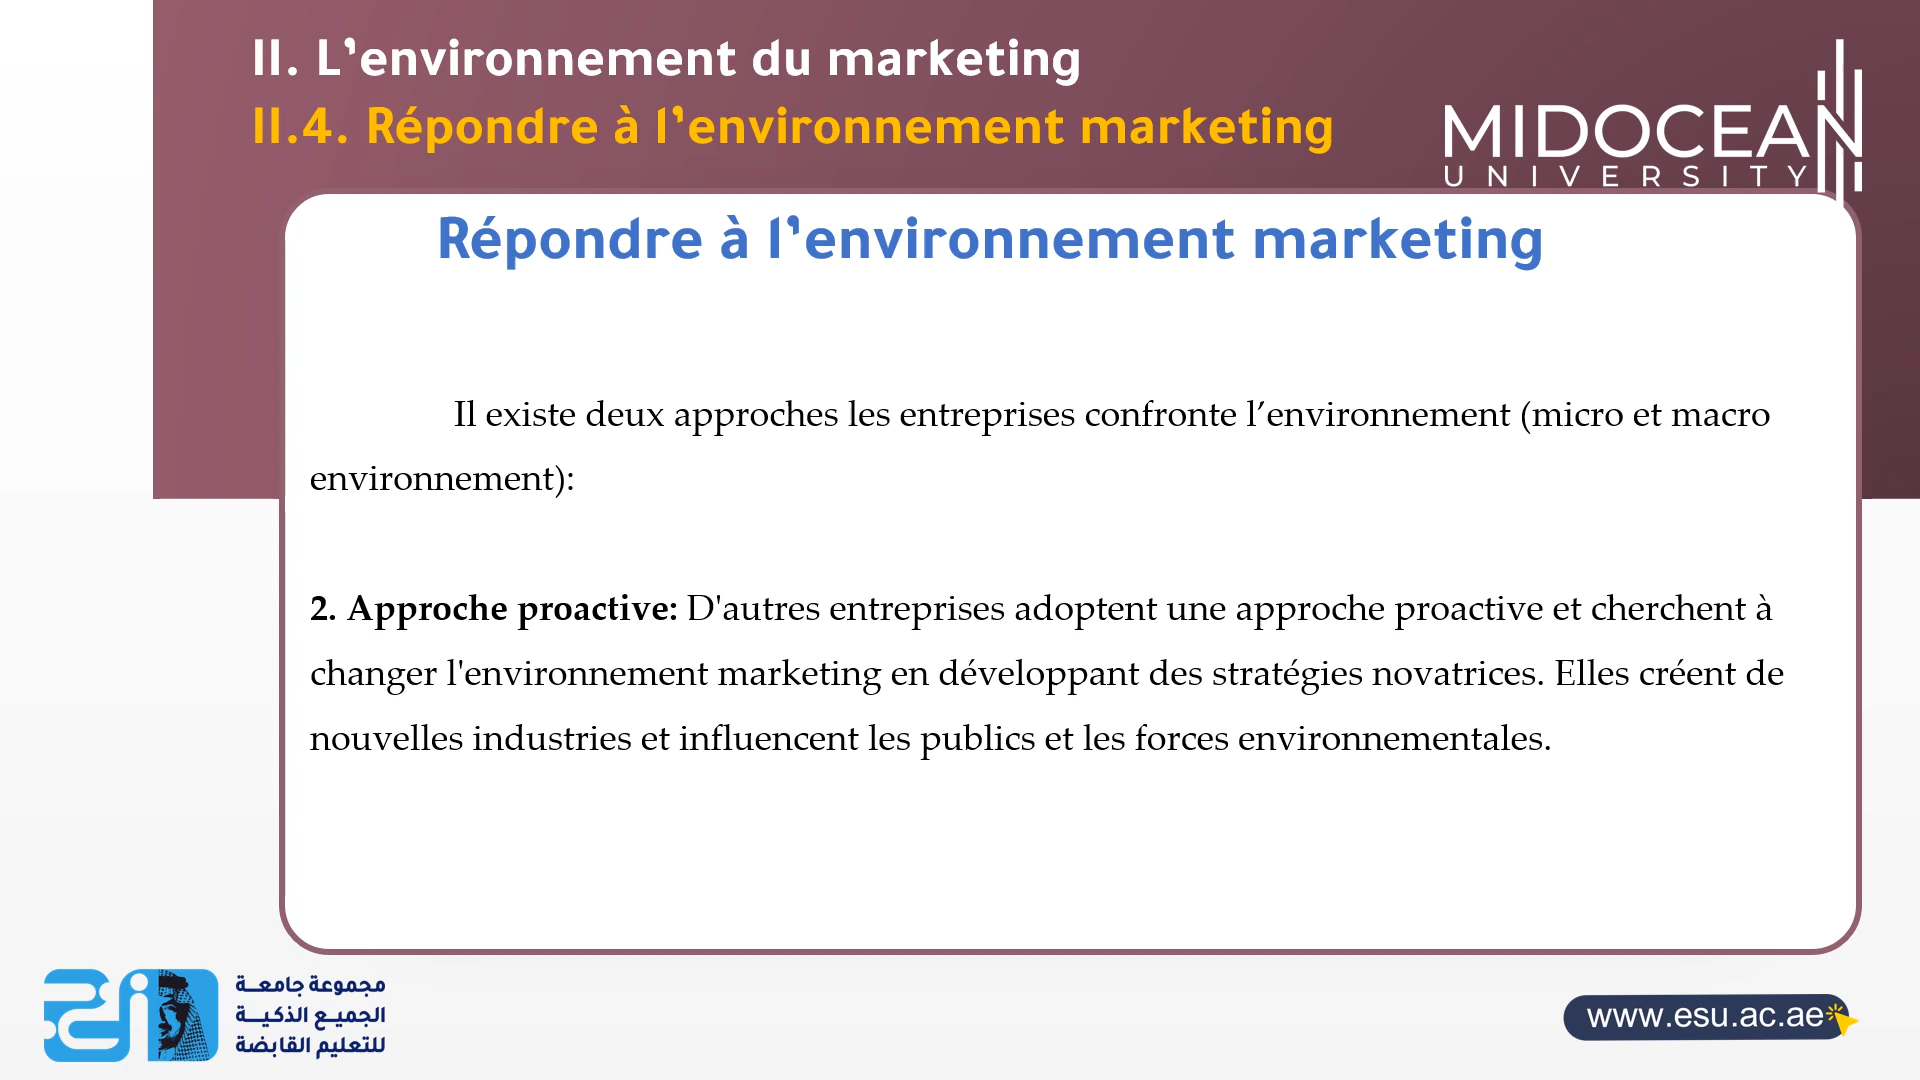 II. L’environnement du marketing
II.4. Répondre à l’environnement marketing
MIDOCEAN
UNIVERSITY
Répondre à l’environnement marketing
Il existe deux approches les entreprises confronte l’environnement (micro et macro
environnement):
2. Approche proactive: D'autres entreprises adoptent une approche proactive et cherchent à
changer l'environnement marketing en développant des stratégies novatrices. Elles créent de
nouvelles industries et influencent les publics et les forces environnementales.
مجموعة جامعـــة
الجميـع الذكيـــة
للتعليم القابضة
www.esu.ac.ae